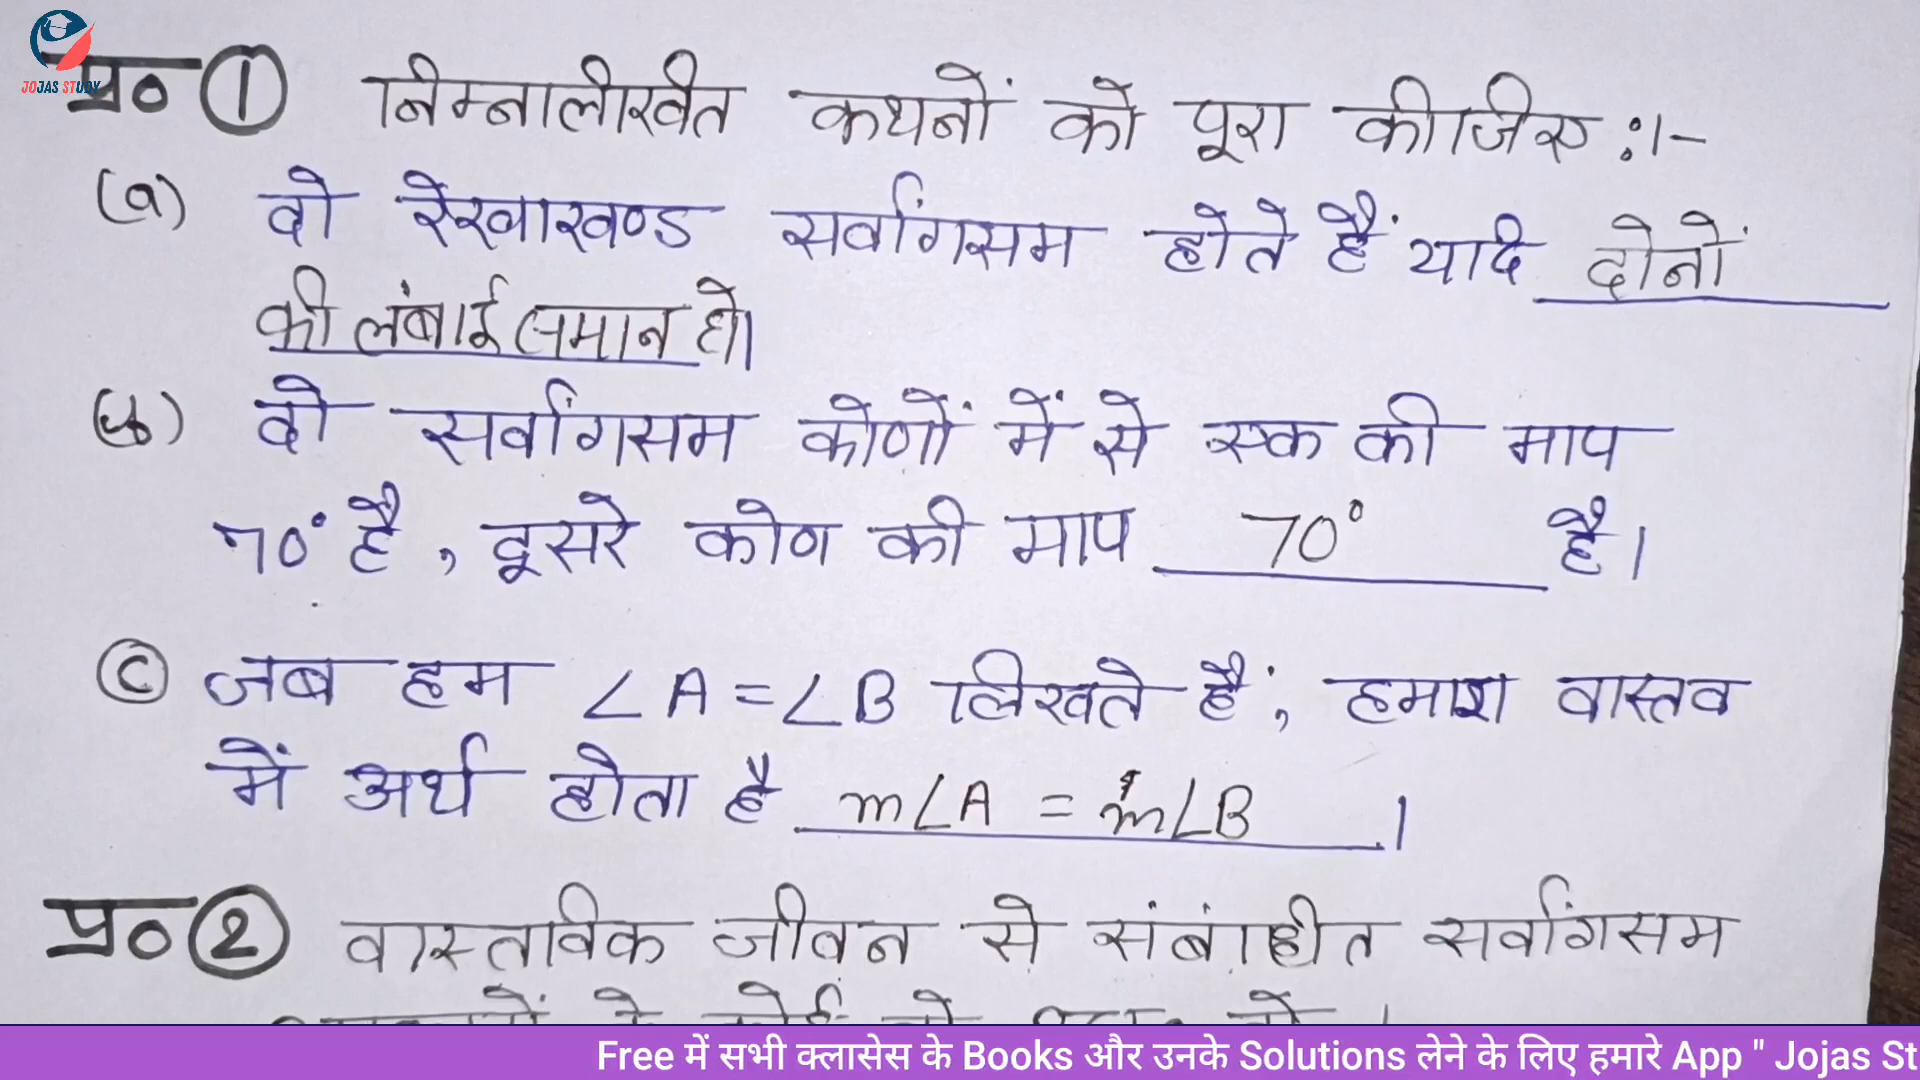 JOJAS STUDY
प्र० ① निम्नलिखित कथनों को पूरा कीजिए :।-
(a) दो रेखाखण्ड सर्वांगसम होते हैं यदि दोनों
की लंबाई समान हो।
(b) दो सर्वांगसम कोणों में से एक की माप
70° है, दूसरे कोण की माप 70° है।
Ⓒ जब हम ∠A = ∠B लिखते हैं, हमारा वास्तव
में अर्थ होता है m∠A = m∠B ।
प्र० ② वास्तविक जीवन से संबंधित सर्वांगसम
Free में सभी क्लासेस के Books और उनके Solutions लेने के लिए हमारे App " Jojas St